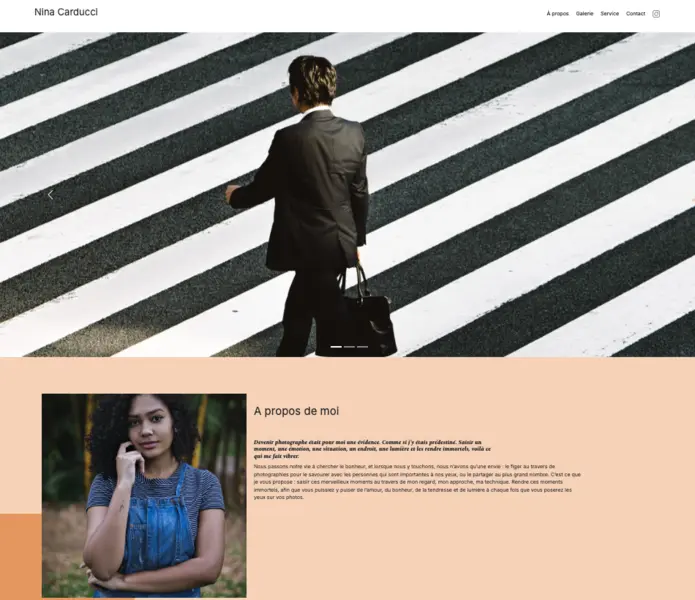 Nina Carducci
À propos Galerie Service Contact
A propos de moi
Devenir photographe était pour moi une évidence. Comme si j'y étais prédestiné. Saisir un
moment, une émotion, une situation, un endroit, une lumière et les rendre immortels, voilà ce
qui me fait vibrer.
Nous passons notre vie à chercher le bonheur, et lorsque nous y touchons, nous n'avons qu'une envie : le figer au travers de
photographies pour le savourer avec les personnes qui sont importantes à nos yeux, ou le partager au plus grand nombre. C'est ce que
je vous propose : saisir ces merveilleux moments au travers de mon regard, mon approche, ma technique. Rendre ces moments
immortels, afin que vous puissiez y puiser de l'amour, du bonheur, de la tendresse et de lumière à chaque fois que vous poserez les
yeux sur vos photos.